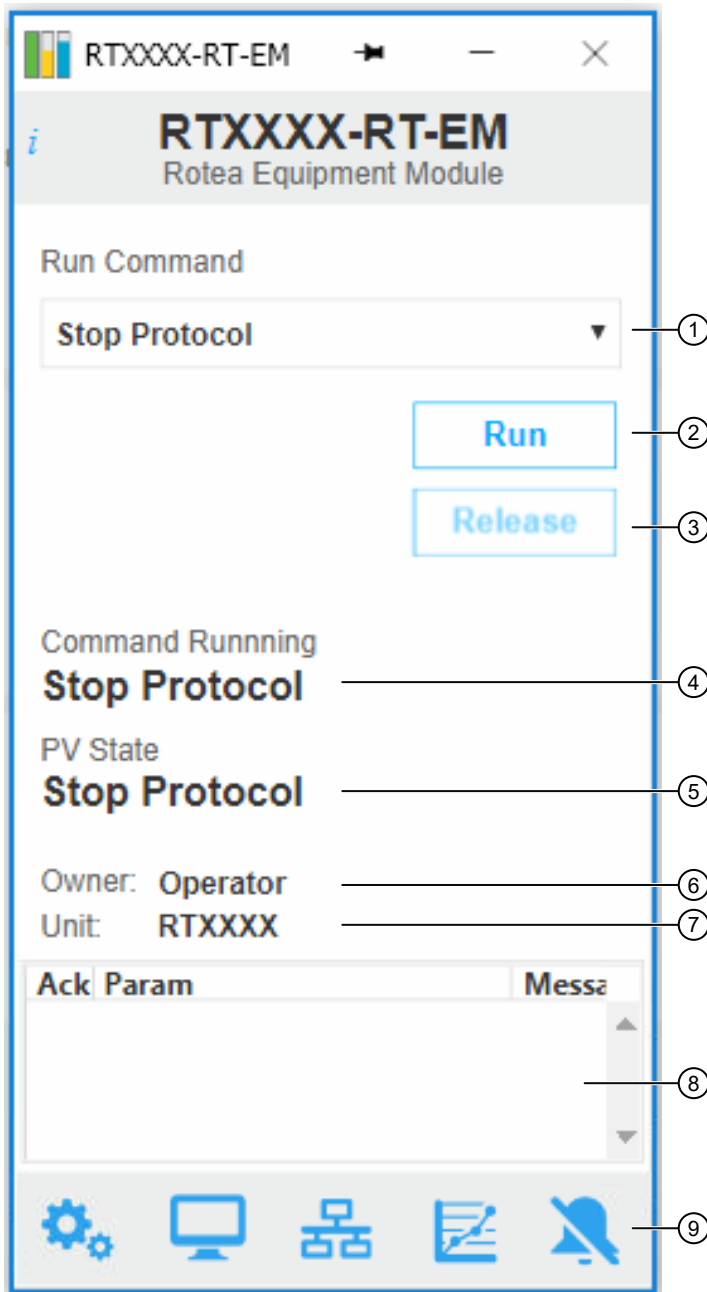 RTXXXX-RT-EM
i
RTXXXX-RT-EM
Rotea Equipment Module
Run Command
Stop Protocol
1
Run
2
Release
3
Command Runnning
Stop Protocol
4
PV State
Stop Protocol
5
Owner: Operator
6
Unit: RTXXXX
7
Ack Param Messa
8
9